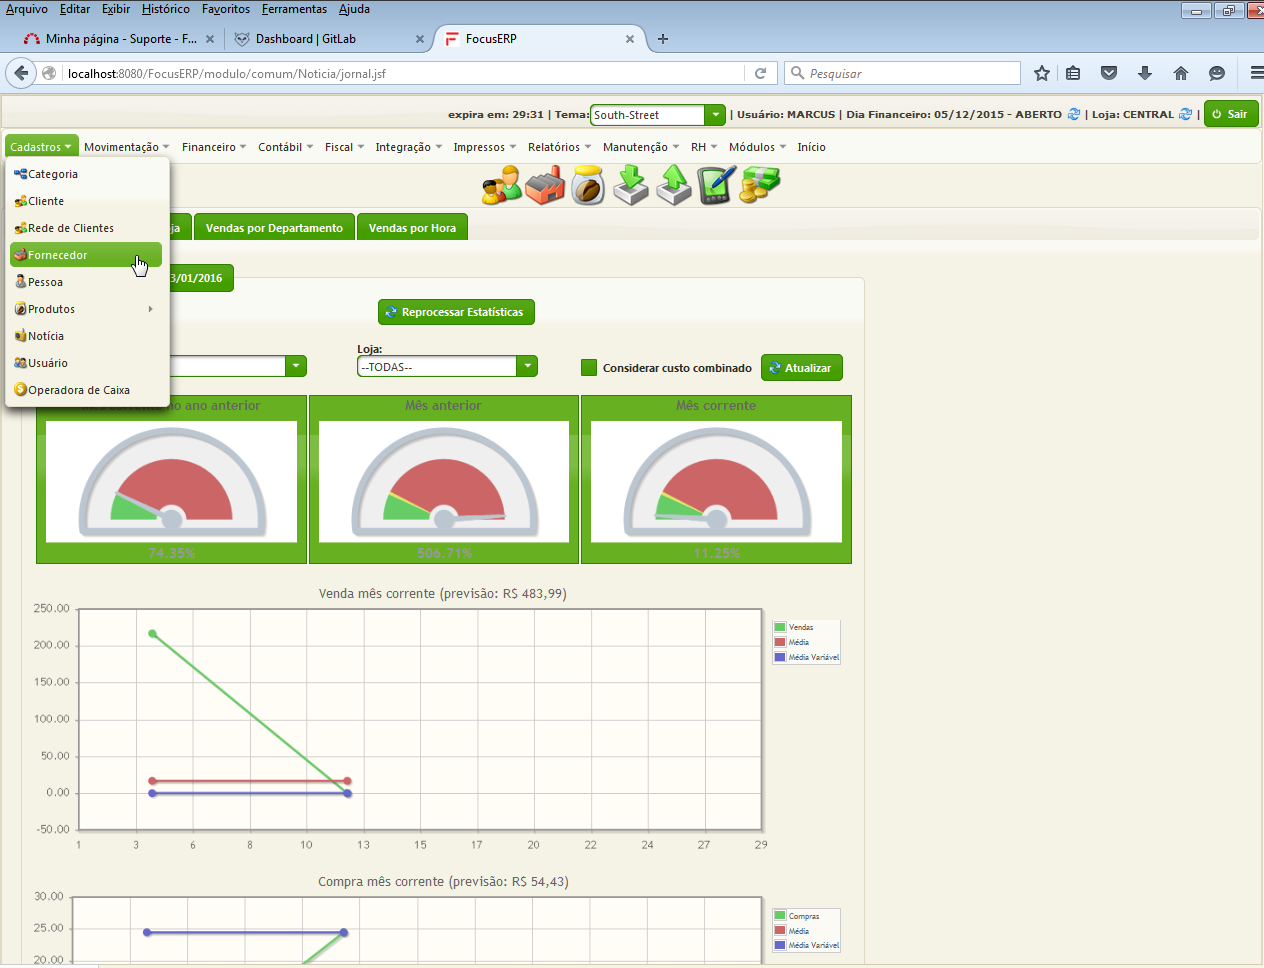 Arquivo Editar Exibir Histórico Favoritos Ferramentas Ajuda
Minha página - Suporte - F... Dashboard | GitLab FocusERP
localhost:8080/FocusERP/modulo/comum/Noticia/jornal.jsf Pesquisar
expira em: 29:31 | Tema: South-Street | Usuário: MARCUS | Dia Financeiro: 05/12/2015 - ABERTO | Loja: CENTRAL | Sair
Cadastros Movimentação Financeiro Contábil Fiscal Integração Impressos Relatórios Manutenção RH Módulos Início
Categoria
Cliente
Rede de Clientes
Fornecedor
Pessoa
Produtos
Notícia
Usuário
Operadora de Caixa
ja Vendas por Departamento Vendas por Hora
3/01/2016
Reprocessar Estatísticas
Loja:
--TODAS-- Considerar custo combinado Atualizar
no ano anterior Mês anterior Mês corrente
74.35% 506.71% 11.25%
Venda mês corrente (previsão: R$ 483,99)
250.00
200.00
150.00
100.00
50.00
0.00
-50.00
1 3 6 8 10 13 15 17 20 22 24 27 29
Vendas
Média
Média Variável
Compra mês corrente (previsão: R$ 54,43)
30.00
25.00
20.00
Compras
Média
Média Variável